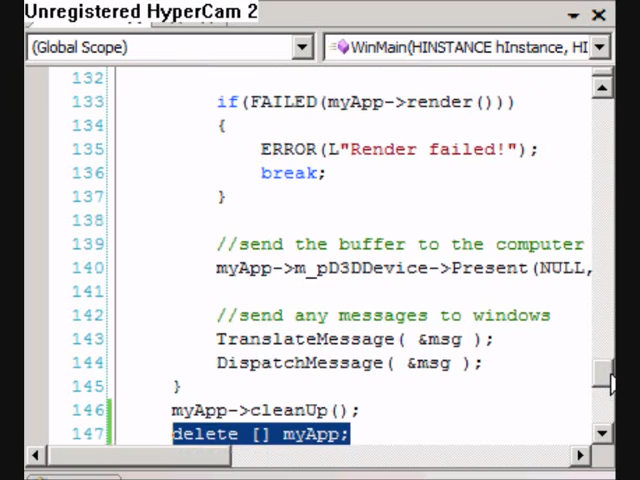 Unregistered HyperCam 2
(Global Scope)
WinMain(HINSTANCE hInstance, HI
132
133 if(FAILED(myApp->render()))
134 {
135 ERROR(L"Render failed!");
136 break;
137 }
138
139 //send the buffer to the computer
140 myApp->m_pD3DDevice->Present(NULL,
141
142 //send any messages to windows
143 TranslateMessage( &msg );
144 DispatchMessage( &msg );
145 }
146 myApp->cleanUp();
147 delete [] myApp;